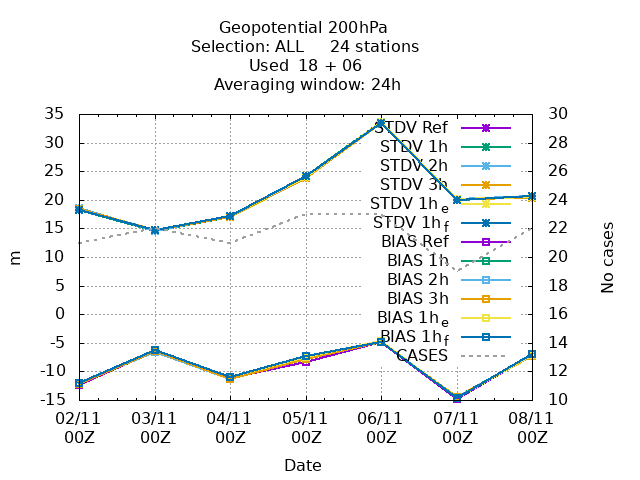 Geopotential 200hPa
Selection: ALL 24 stations
Used 18 + 06
Averaging window: 24h
35 30
30 28
25 26
20 24
15 22
10 20
5 18
0 16
-5 14
-10 12
-15 10
m
No cases
STDV Ref
STDV 1h
STDV 2h
STDV 3h
STDV 1he
STDV 1hf
BIAS Ref
BIAS 1h
BIAS 2h
BIAS 3h
BIAS 1he
BIAS 1hf
CASES
02/11 03/11 04/11 05/11 06/11 07/11 08/11
00Z 00Z 00Z 00Z 00Z 00Z 00Z
Date